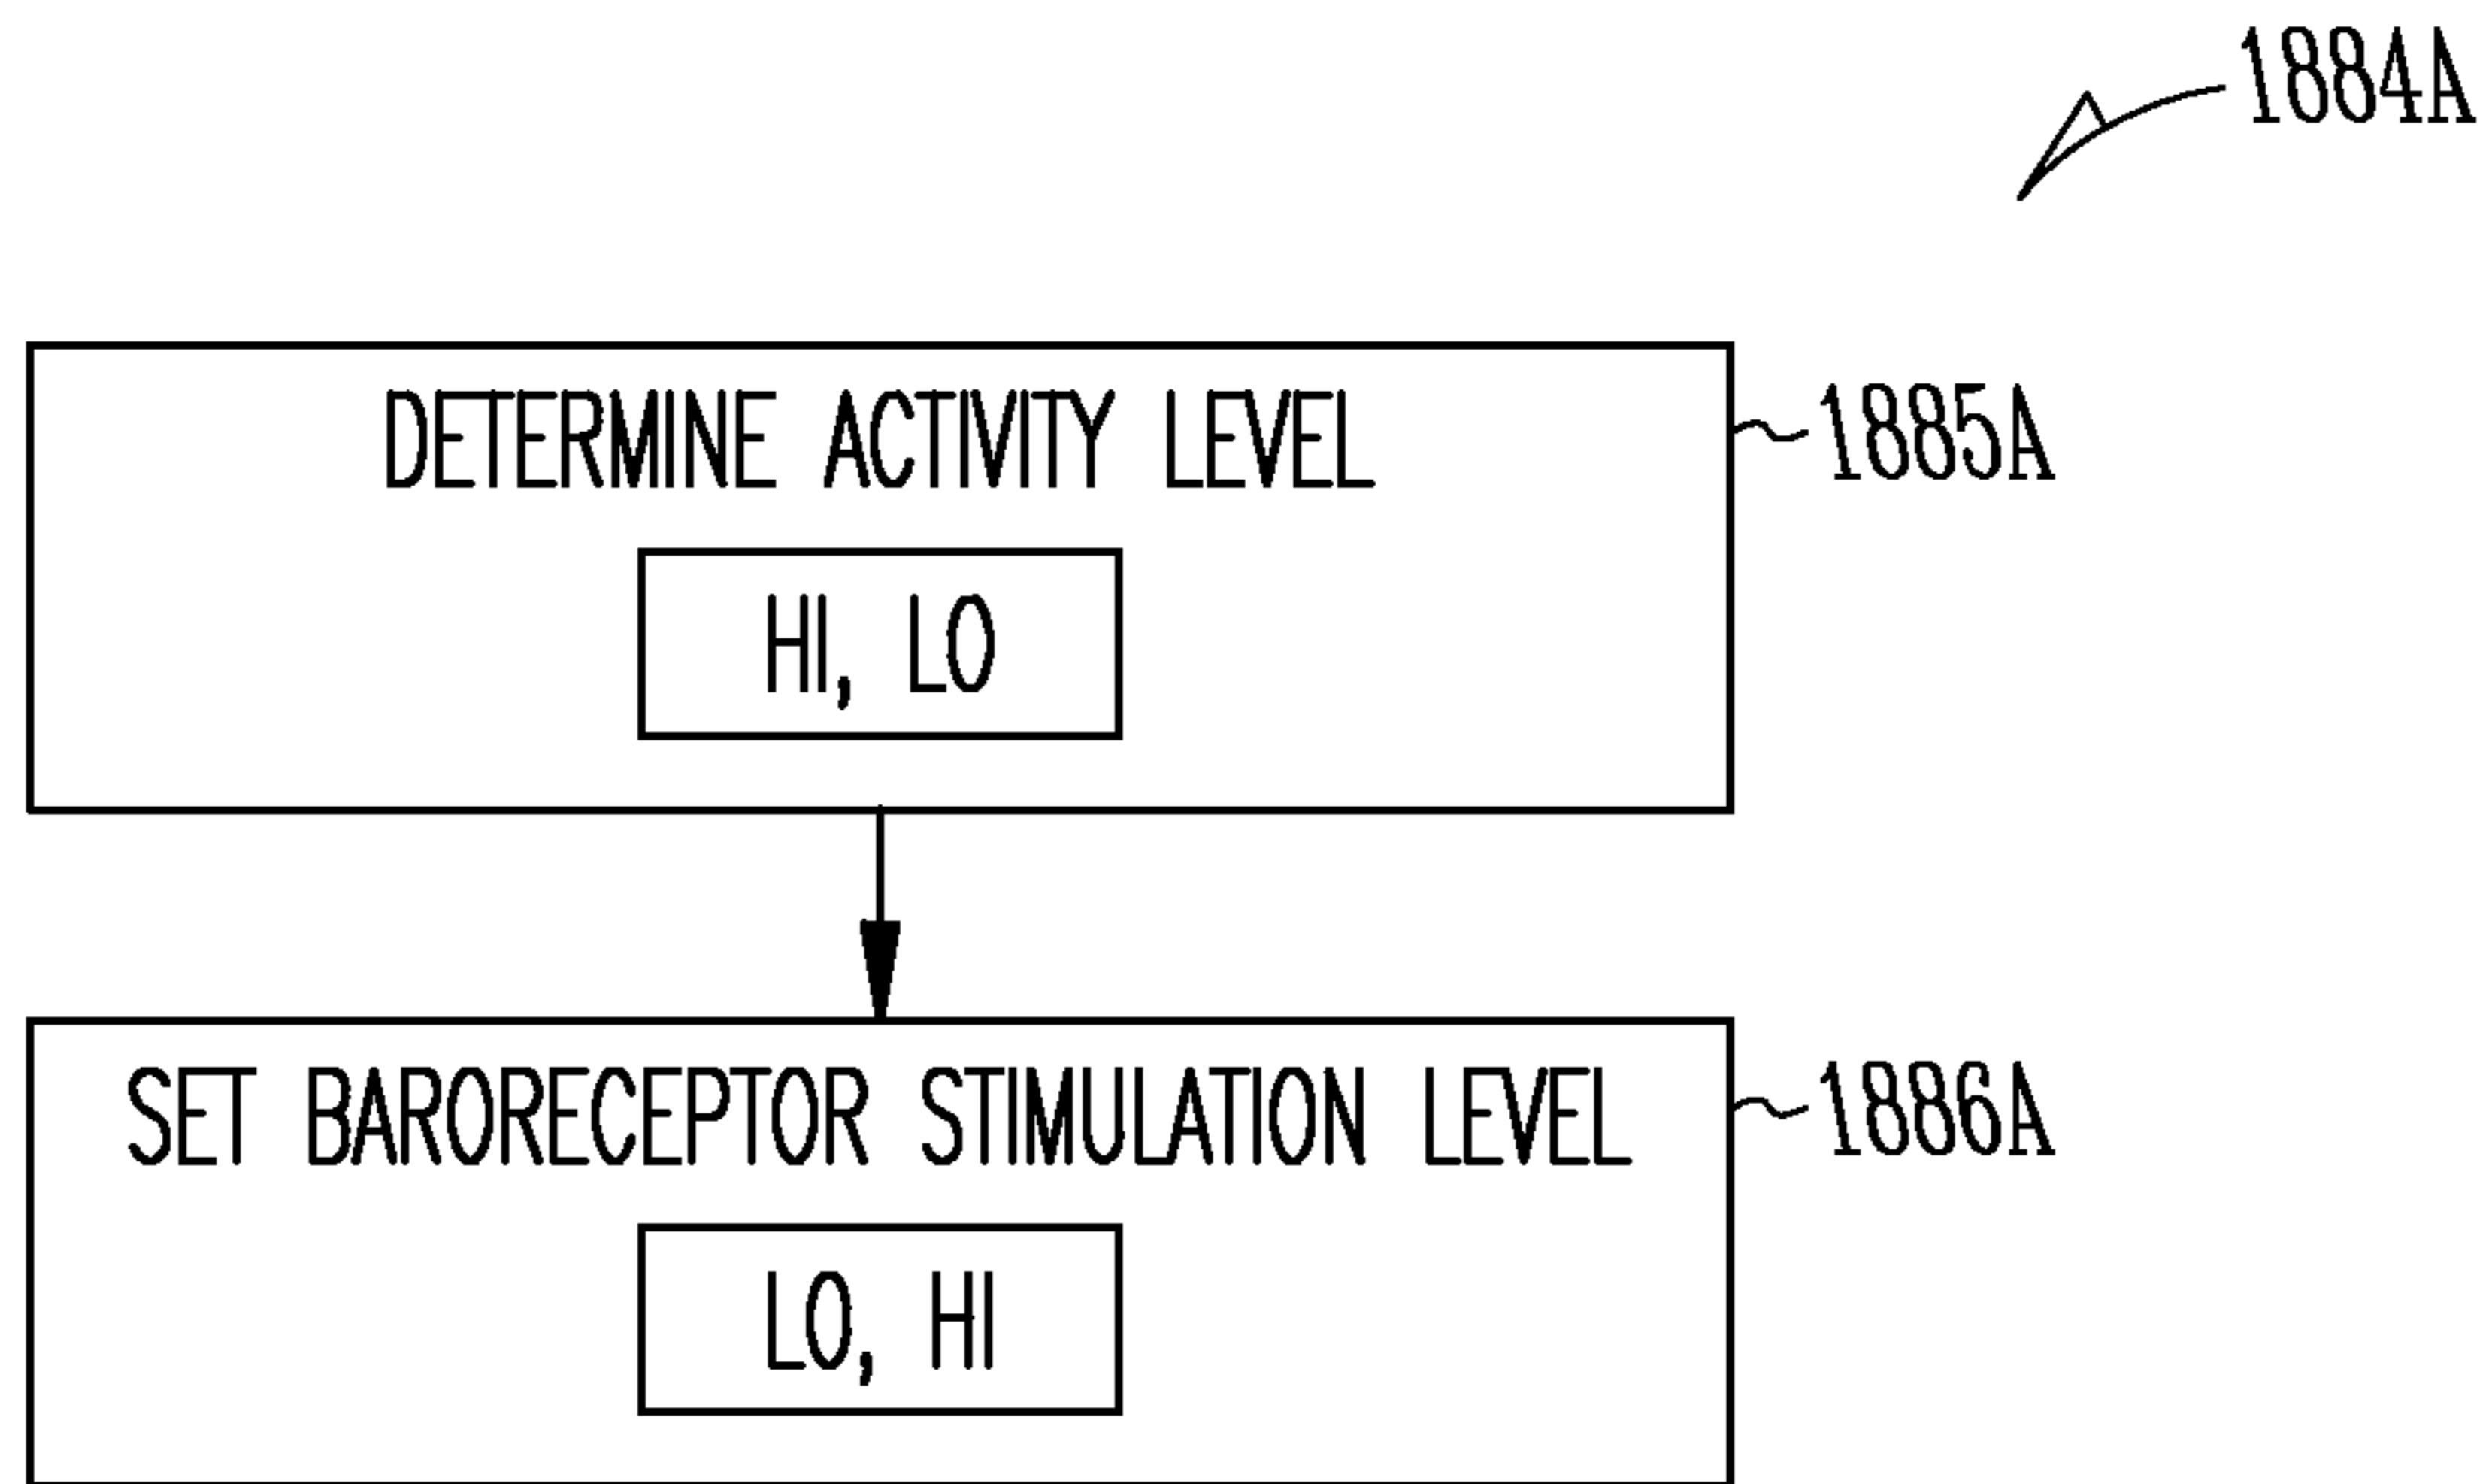 1884A
DETERMINE ACTIVITY LEVEL
1885A
HI, LO
SET BARORECEPTOR STIMULATION LEVEL
1886A
LO, HI